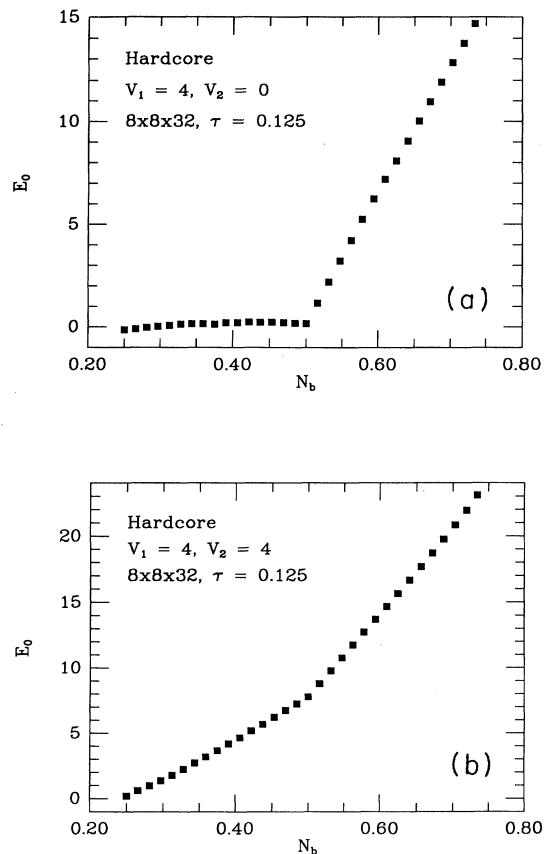 15
Hardcore
V₁ = 4, V₂ = 0
8x8x32, τ = 0.125
10
E₀
5
(a)
0
0.20 0.40 0.60 0.80
N_b
Hardcore
V₁ = 4, V₂ = 4
20
8x8x32, τ = 0.125
15
E₀
10
5
(b)
0
0.20 0.40 0.60 0.80
N_b